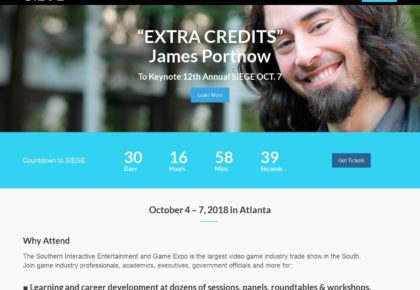 “EXTRA CREDITS”
James Portnow
To Keynote 12th Annual SIEGE OCT. 7
Learn More
Countdown to SIEGE
30
16
58
39
Get Tickets
Days
Hours
Mins
Seconds
October 4 – 7, 2018 in Atlanta
Why Attend
The Southern Interactive Entertainment and Game Expo is the largest video game industry trade show in the South.
Join game industry professionals, academics, executives, government officials and more for:
■ Learning and career development at dozens of sessions, panels, roundtables & workshops.